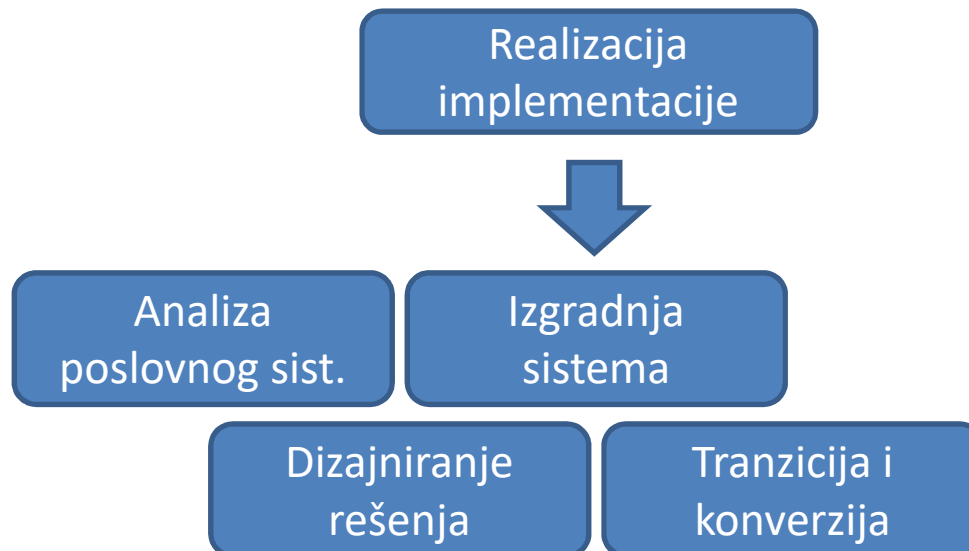 Realizacija
implementacije
Analiza
poslovnog sist.
Izgradnja
sistema
Dizajniranje
rešenja
Tranzicija i
konverzija